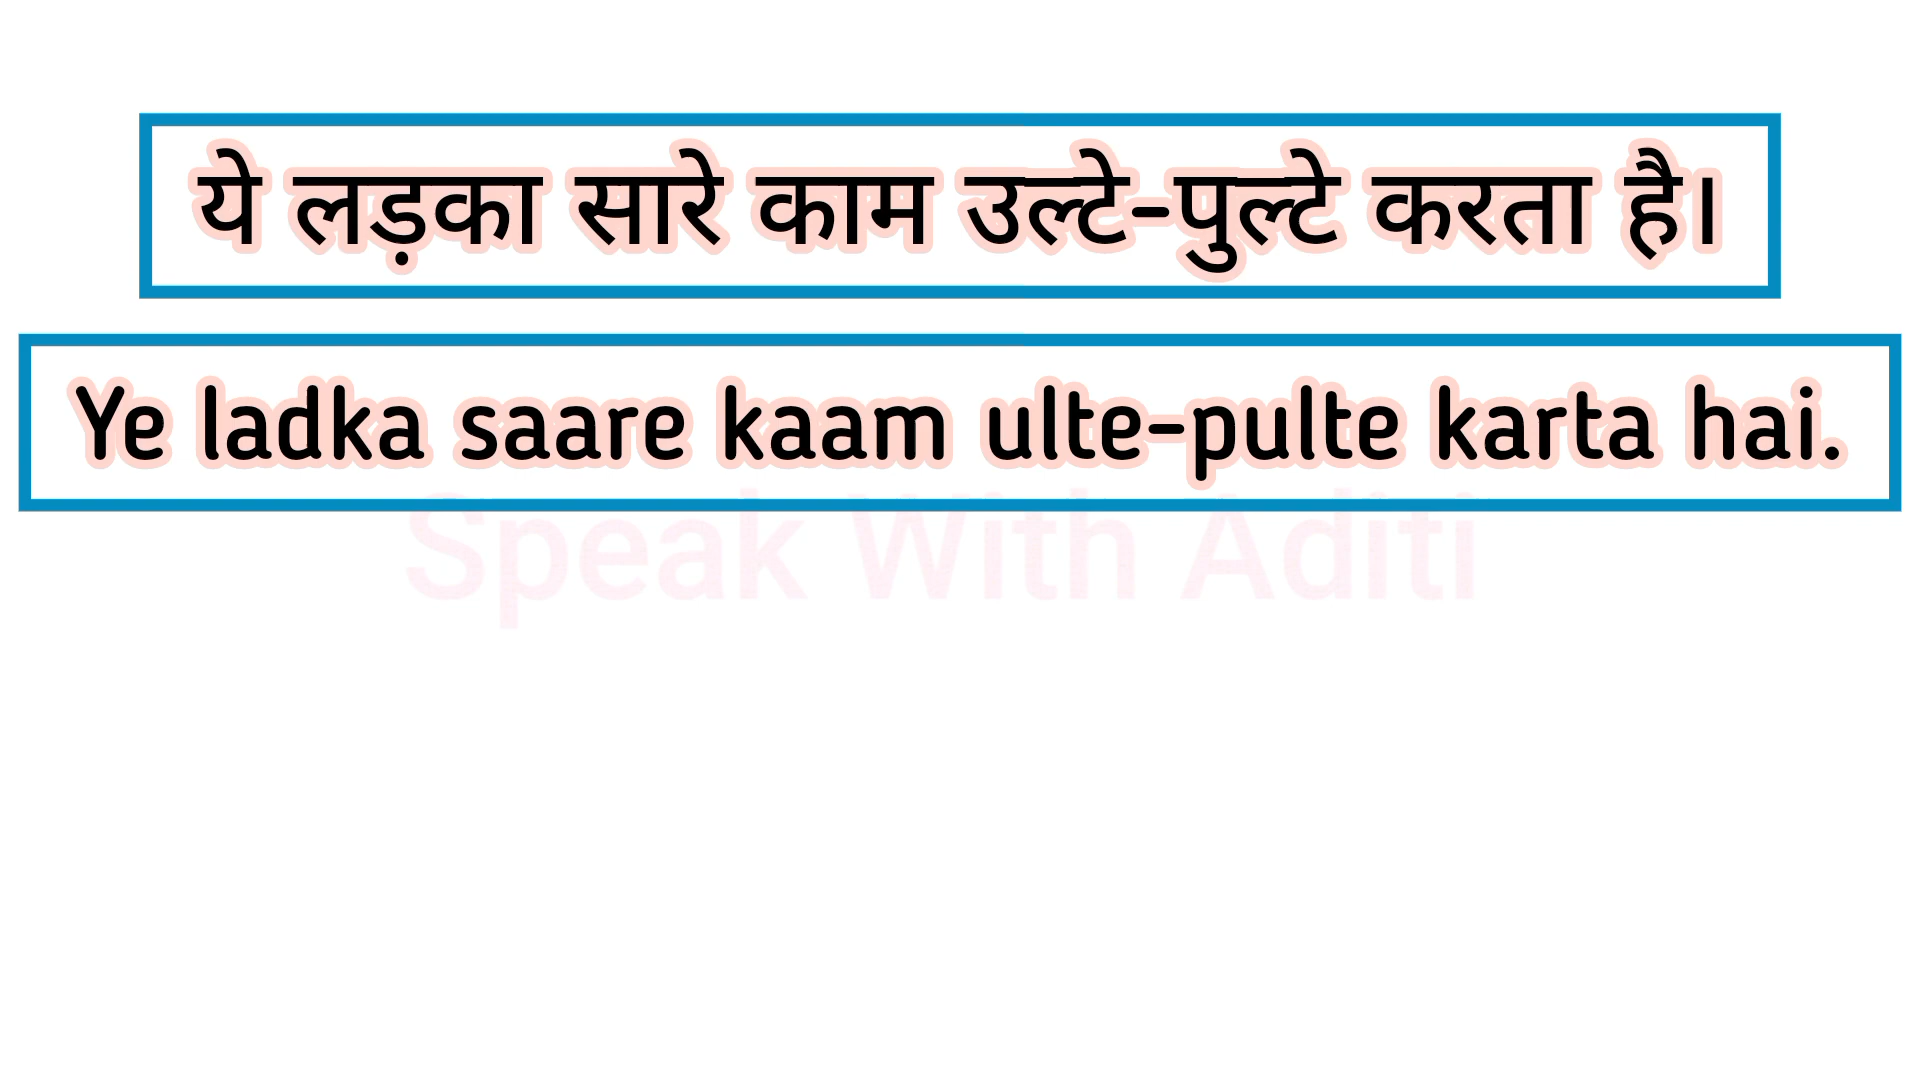 ये लड़का सारे काम उल्टे-पुल्टे करता है।
Ye ladka saare kaam ulte-pulte karta hai.
Speak With Aditi